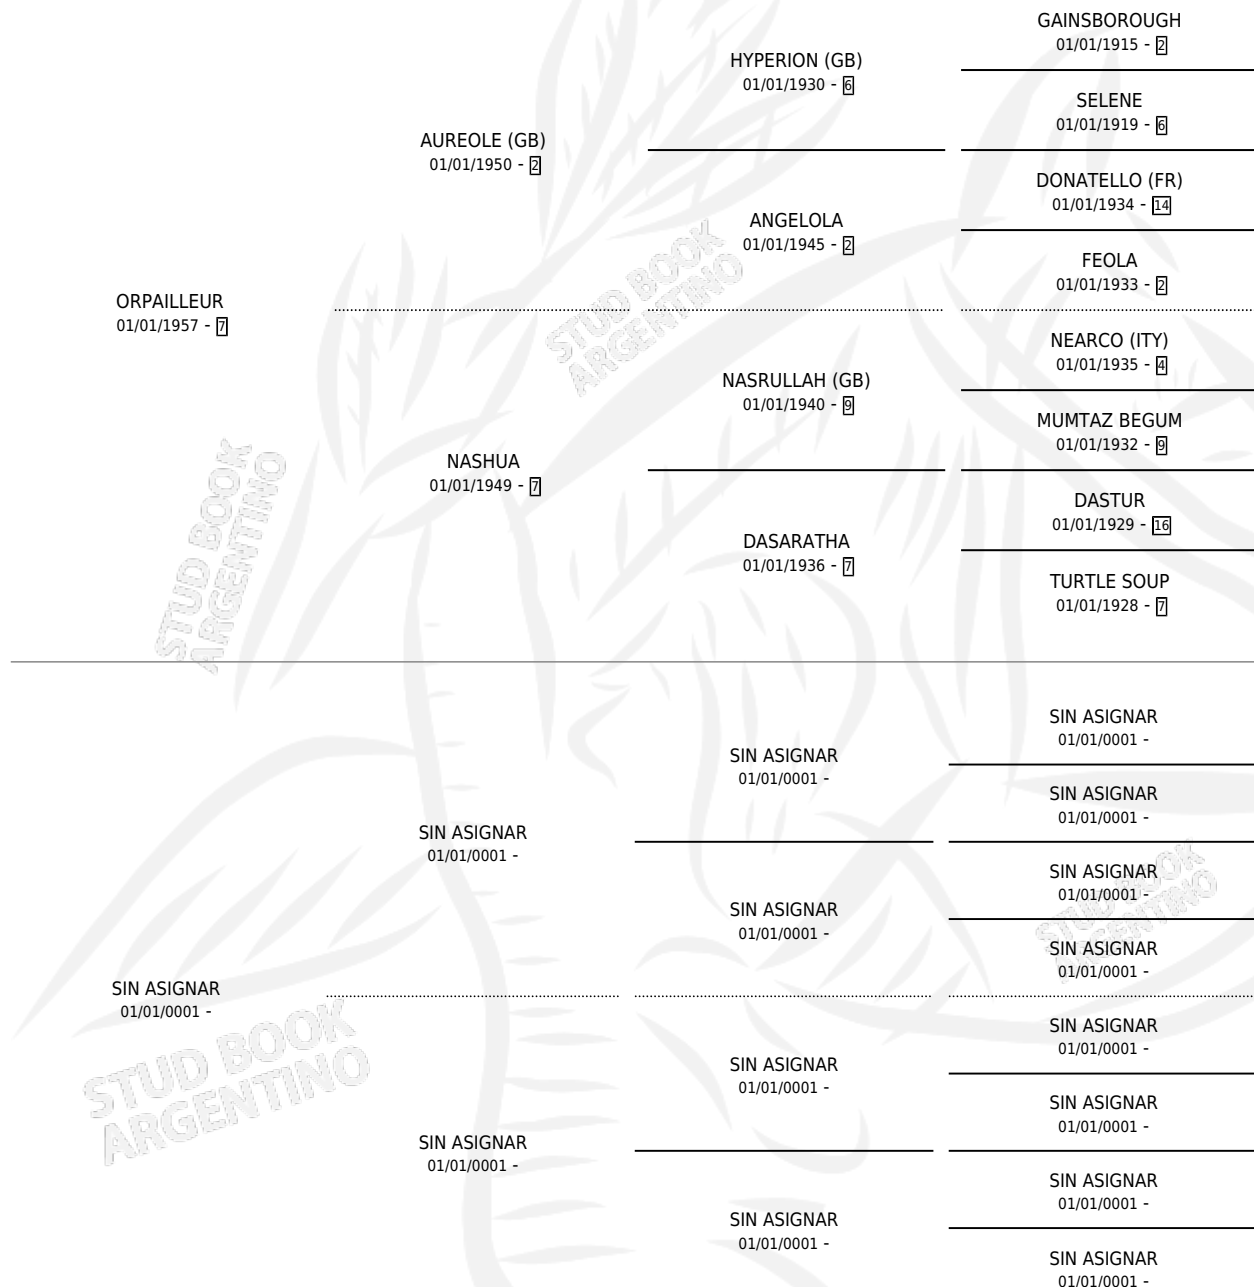 GAINSBOROUGH
01/01/1915 - 2
HYPERION (GB)
01/01/1930 - 6
SELENE
01/01/1919 - 6
AUREOLE (GB)
01/01/1950 - 2
DONATELLO (FR)
01/01/1934 - 14
ANGELOLA
01/01/1945 - 2
FEOLA
01/01/1933 - 2
ORPAILLEUR
01/01/1957 - 7
STUD BOOK
ARGENTINO
NEARCO (ITY)
01/01/1935 - 4
NASRULLAH (GB)
01/01/1940 - 9
MUMTAZ BEGUM
01/01/1932 - 9
NASHUA
01/01/1949 - 7
DASTUR
01/01/1929 - 16
DASARATHA
01/01/1936 - 7
TURTLE SOUP
01/01/1928 - 7
STUD BOOK
ARGENTINO
SIN ASIGNAR
01/01/0001 -
SIN ASIGNAR
01/01/0001 -
SIN ASIGNAR
01/01/0001 -
SIN ASIGNAR
01/01/0001 -
SIN ASIGNAR
01/01/0001 -
SIN ASIGNAR
01/01/0001 -
SIN ASIGNAR
01/01/0001 -
STUD BOOK
ARGENTINO
SIN ASIGNAR
01/01/0001 -
SIN ASIGNAR
01/01/0001 -
SIN ASIGNAR
01/01/0001 -
SIN ASIGNAR
01/01/0001 -
SIN ASIGNAR
01/01/0001 -
SIN ASIGNAR
01/01/0001 -
SIN ASIGNAR
01/01/0001 -
SIN ASIGNAR
01/01/0001 -
STUD BOOK
ARGENTINO